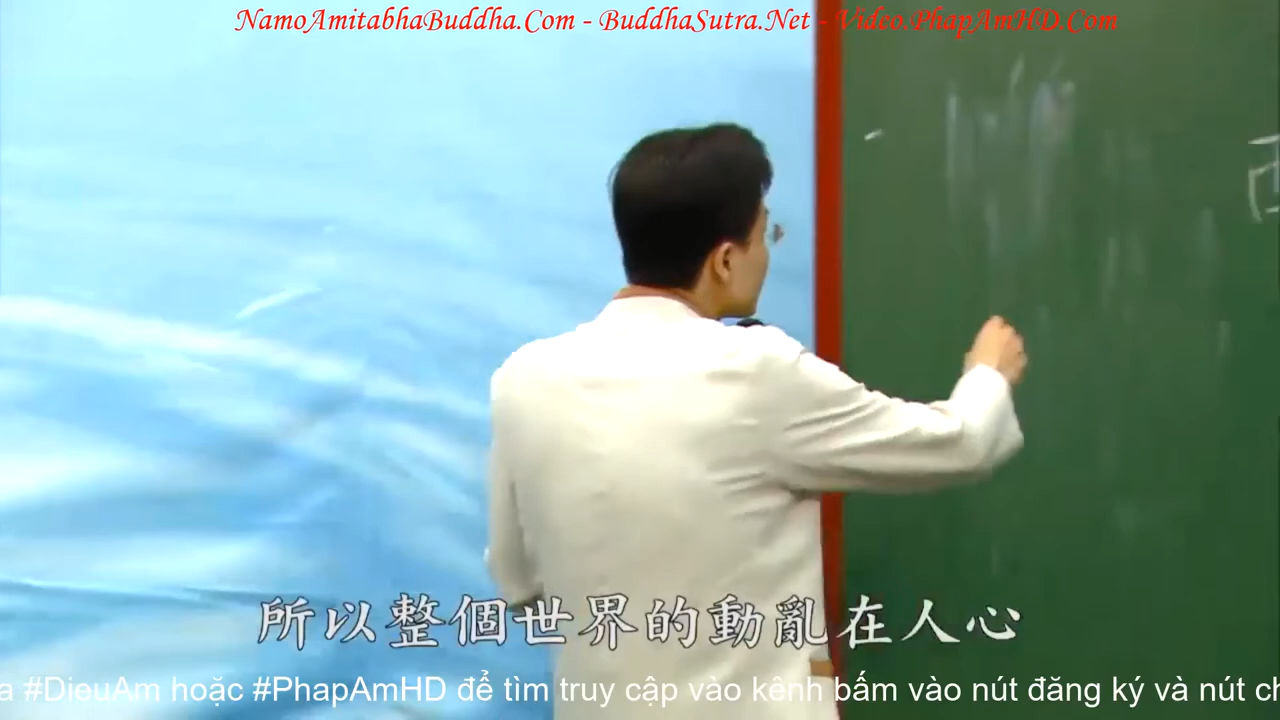 NamoAmitabhaBuddha.Com - BuddhaSutra.Net - Video.PhapAmHD.Com
所以整個世界的動亂在人心
a #DieuAm hoặc #PhapAmHD để tìm truy cập vào kênh bấm vào nút đăng ký và nút ch